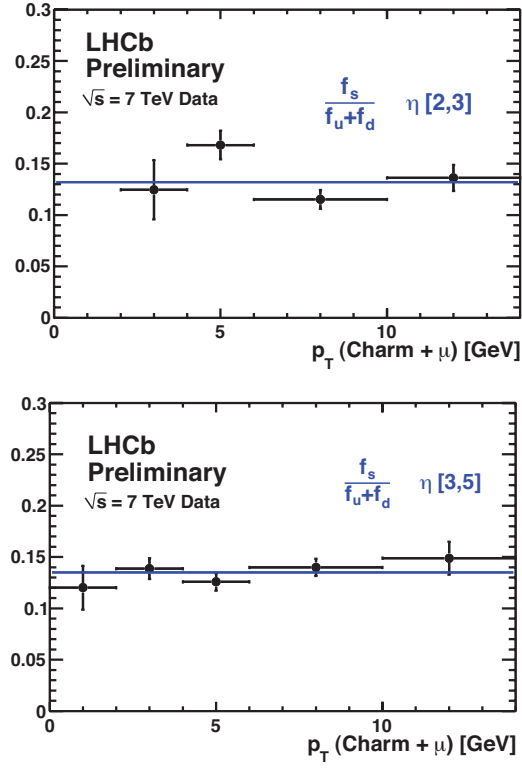 0.3
LHCb
Preliminary
√s = 7 TeV Data
f_s
f_u+f_d
η [2,3]
0.25
0.2
0.15
0.1
0.05
0
0 5 10
p_T (Charm + μ) [GeV]
0.3
LHCb
Preliminary
√s = 7 TeV Data
f_s
f_u+f_d
η [3,5]
0.25
0.2
0.15
0.1
0.05
0
0 5 10
p_T (Charm + μ) [GeV]